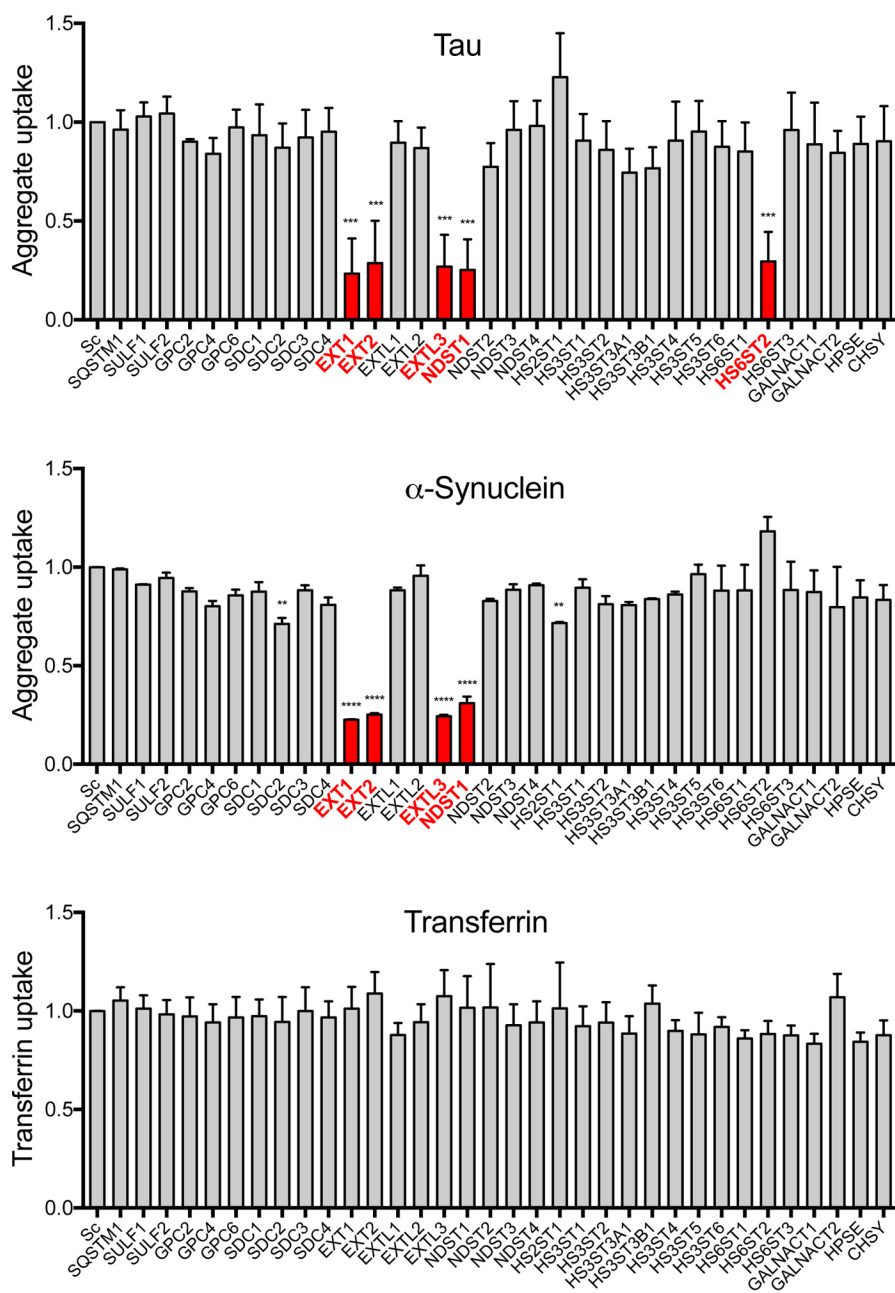 Tau
Aggregate uptake
1.5
1.0
0.5
0.0
*** *** *** *** ***
Sc SQSTM1 SULF1 SULF2 GPC2 GPC4 GPC6 SDC1 SDC2 SDC3 SDC4 EXT1 EXT2 EXTL1 EXTL2 EXTL3 NDST1 NDST2 NDST3 NDST4 HS2ST1 HS3ST1 HS3ST2 HS3ST3A1 HS3ST3B1 HS3ST4 HS3ST5 HS3ST6 HS6ST1 HS6ST2 HS6ST3 GALNACT1 GALNACT2 HPSE CHSY
α-Synuclein
Aggregate uptake
1.5
1.0
0.5
0.0
** **** **** **** **** **
Sc SQSTM1 SULF1 SULF2 GPC2 GPC4 GPC6 SDC1 SDC2 SDC3 SDC4 EXT1 EXT2 EXTL1 EXTL2 EXTL3 NDST1 NDST2 NDST3 NDST4 HS2ST1 HS3ST1 HS3ST2 HS3ST3A1 HS3ST3B1 HS3ST4 HS3ST5 HS3ST6 HS6ST1 HS6ST2 HS6ST3 GALNACT1 GALNACT2 HPSE CHSY
Transferrin
Transferrin uptake
1.5
1.0
0.5
0.0
Sc SQSTM1 SULF1 SULF2 GPC2 GPC4 GPC6 SDC1 SDC2 SDC3 SDC4 EXT1 EXT2 EXTL1 EXTL2 EXTL3 NDST1 NDST2 NDST3 NDST4 HS2ST1 HS3ST1 HS3ST2 HS3ST3A1 HS3ST3B1 HS3ST4 HS3ST5 HS3ST6 HS6ST1 HS6ST2 HS6ST3 GALNACT1 GALNACT2 HPSE CHSY